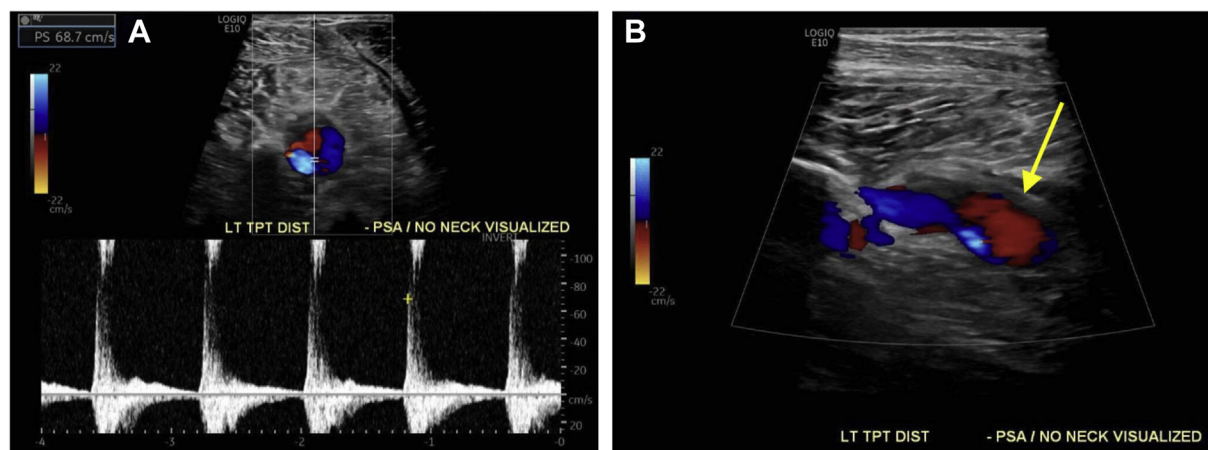 A
LOGIQ
E10
PS 68.7 cm/s
22
-22
cm/s
LT TPT DIST - PSA / NO NECK VISUALIZED
INVERT
-100
-80
-60
-40
-20
cm/s
20
-4 -3 -2 -1 -0
B
LOGIQ
E10
22
-22
cm/s
LT TPT DIST - PSA / NO NECK VISUALIZED